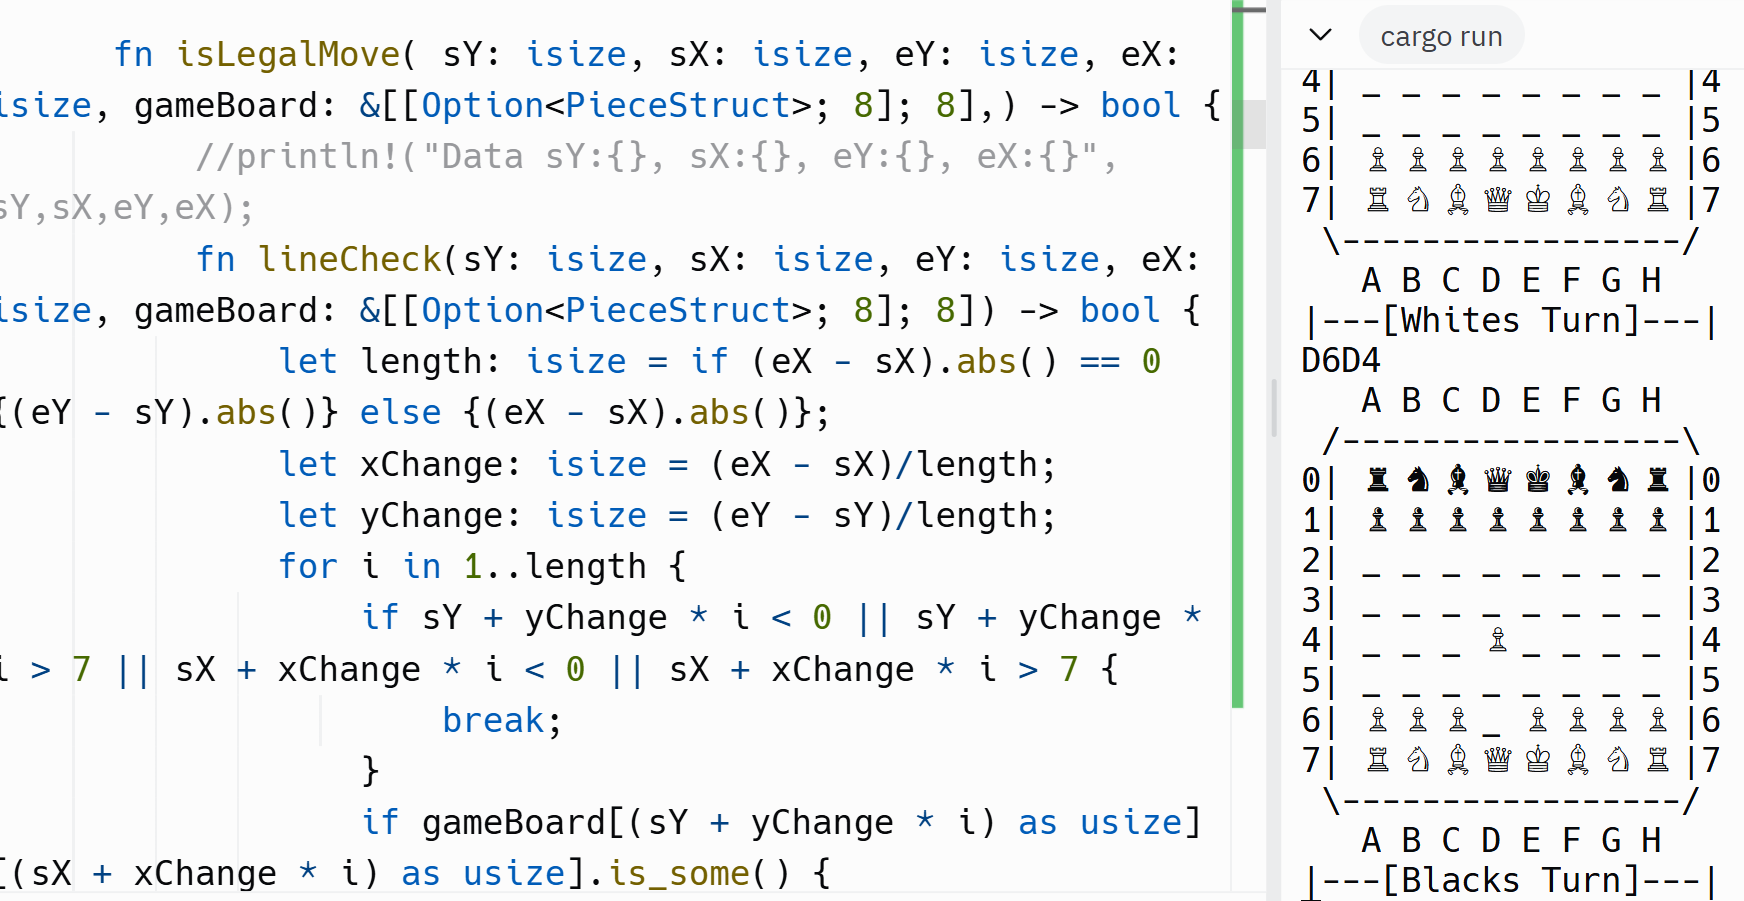 fn isLegalMove( sY: isize, sX: isize, eY: isize, eX:
isize, gameBoard: &[[Option<PieceStruct>; 8]; 8],) -> bool {
//println!("Data sY:{}, sX:{}, eY:{}, eX:{}",
sY,sX,eY,eX);
fn lineCheck(sY: isize, sX: isize, eY: isize, eX:
isize, gameBoard: &[[Option<PieceStruct>; 8]; 8]) -> bool {
let length: isize = if (eX - sX).abs() == 0
{(eY - sY).abs()} else {(eX - sX).abs()};
let xChange: isize = (eX - sX)/length;
let yChange: isize = (eY - sY)/length;
for i in 1..length {
if sY + yChange * i < 0 || sY + yChange *
i > 7 || sX + xChange * i < 0 || sX + xChange * i > 7 {
break;
}
if gameBoard[(sY + yChange * i) as usize]
[(sX + xChange * i) as usize].is_some() {
cargo run
4| _ _ _ _ _ _ _ _ |4
5| _ _ _ _ _ _ _ _ |5
6| ♙ ♙ ♙ ♙ ♙ ♙ ♙ ♙ |6
7| ♖ ♘ ♗ ♕ ♔ ♗ ♘ ♖ |7
\-----------------/
A B C D E F G H
|---[Whites Turn]---|
D6D4
A B C D E F G H
/-----------------\
0| ♜ ♞ ♝ ♛ ♚ ♝ ♞ ♜ |0
1| ♟ ♟ ♟ ♟ ♟ ♟ ♟ ♟ |1
2| _ _ _ _ _ _ _ _ |2
3| _ _ _ _ _ _ _ _ |3
4| _ _ _ ♙ _ _ _ _ |4
5| _ _ _ _ _ _ _ _ |5
6| ♙ ♙ ♙ _ ♙ ♙ ♙ ♙ |6
7| ♖ ♘ ♗ ♕ ♔ ♗ ♘ ♖ |7
\-----------------/
A B C D E F G H
|---[Blacks Turn]---|